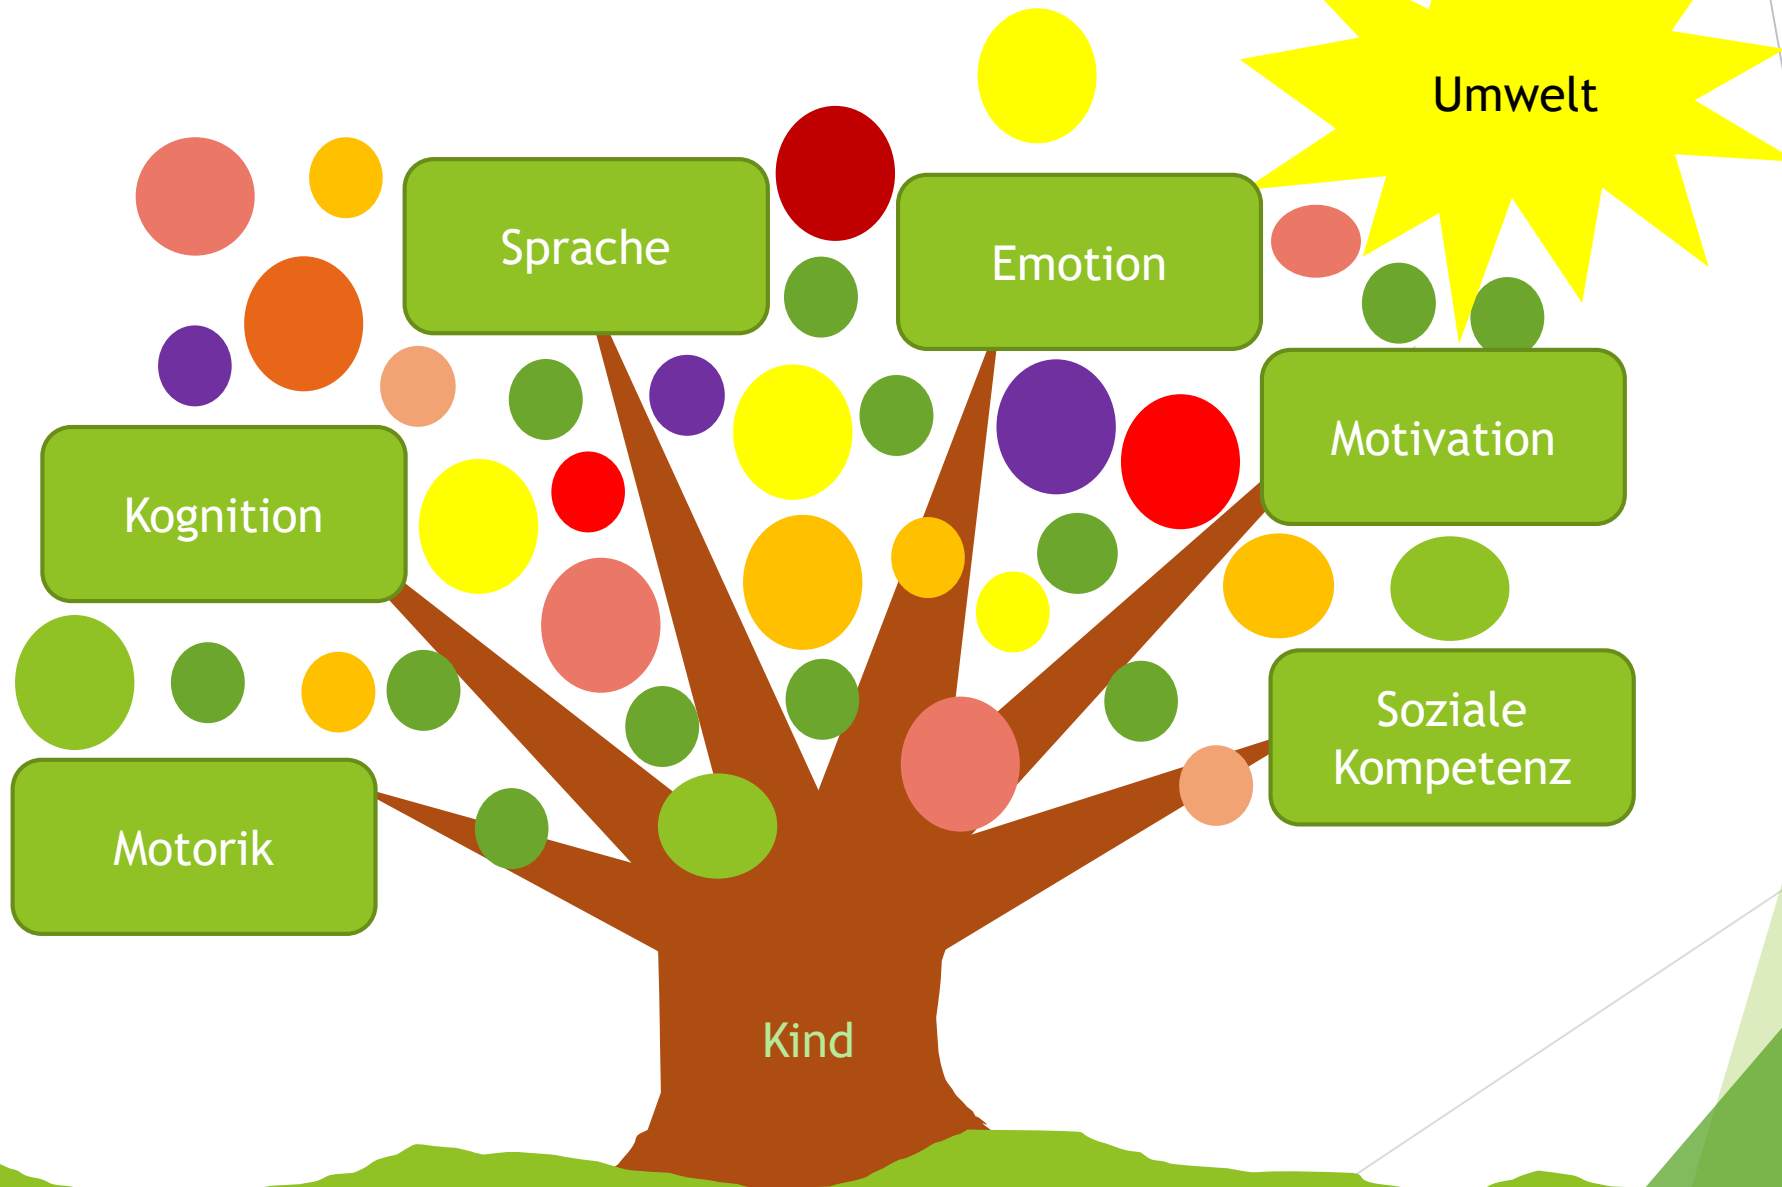 Umwelt
Sprache
Emotion
Motivation
Kognition
Soziale
Kompetenz
Motorik
Kind